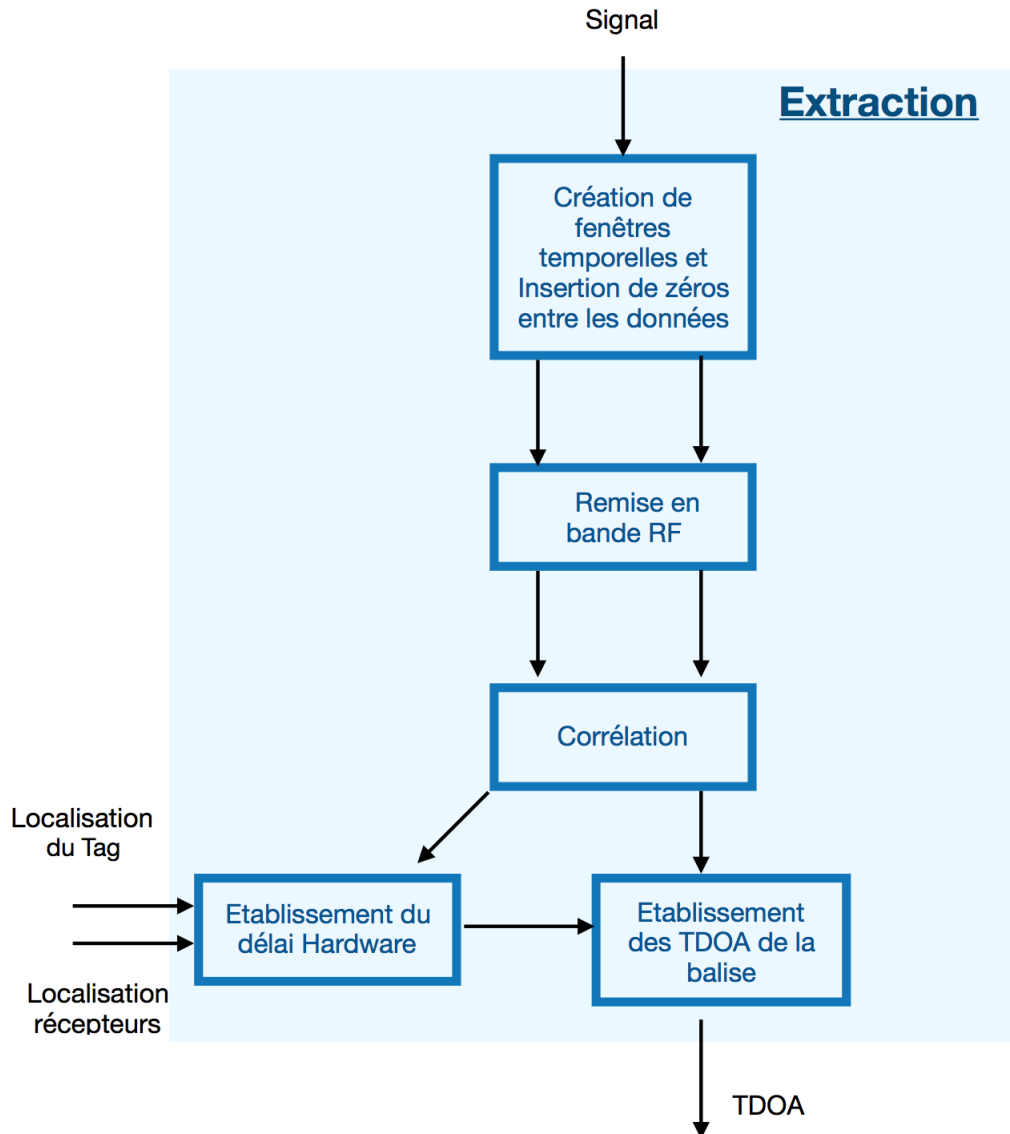 Signal
Extraction
Création de
fenêtres
temporelles et
Insertion de zéros
entre les données
Remise en
bande RF
Corrélation
Localisation
du Tag
Etablissement du
délai Hardware
Etablissement
des TDOA de la
balise
Localisation
récepteurs
TDOA